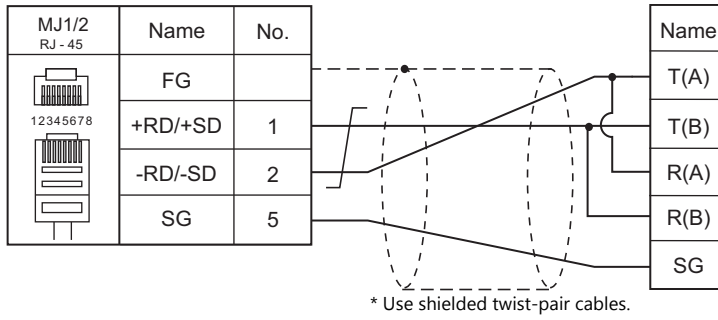 MJ1/2
RJ - 45
Name
No.
Name
FG
T(A)
12345678
+RD/+SD
1
T(B)
-RD/-SD
2
R(A)
SG
5
R(B)
SG
* Use shielded twist-pair cables.